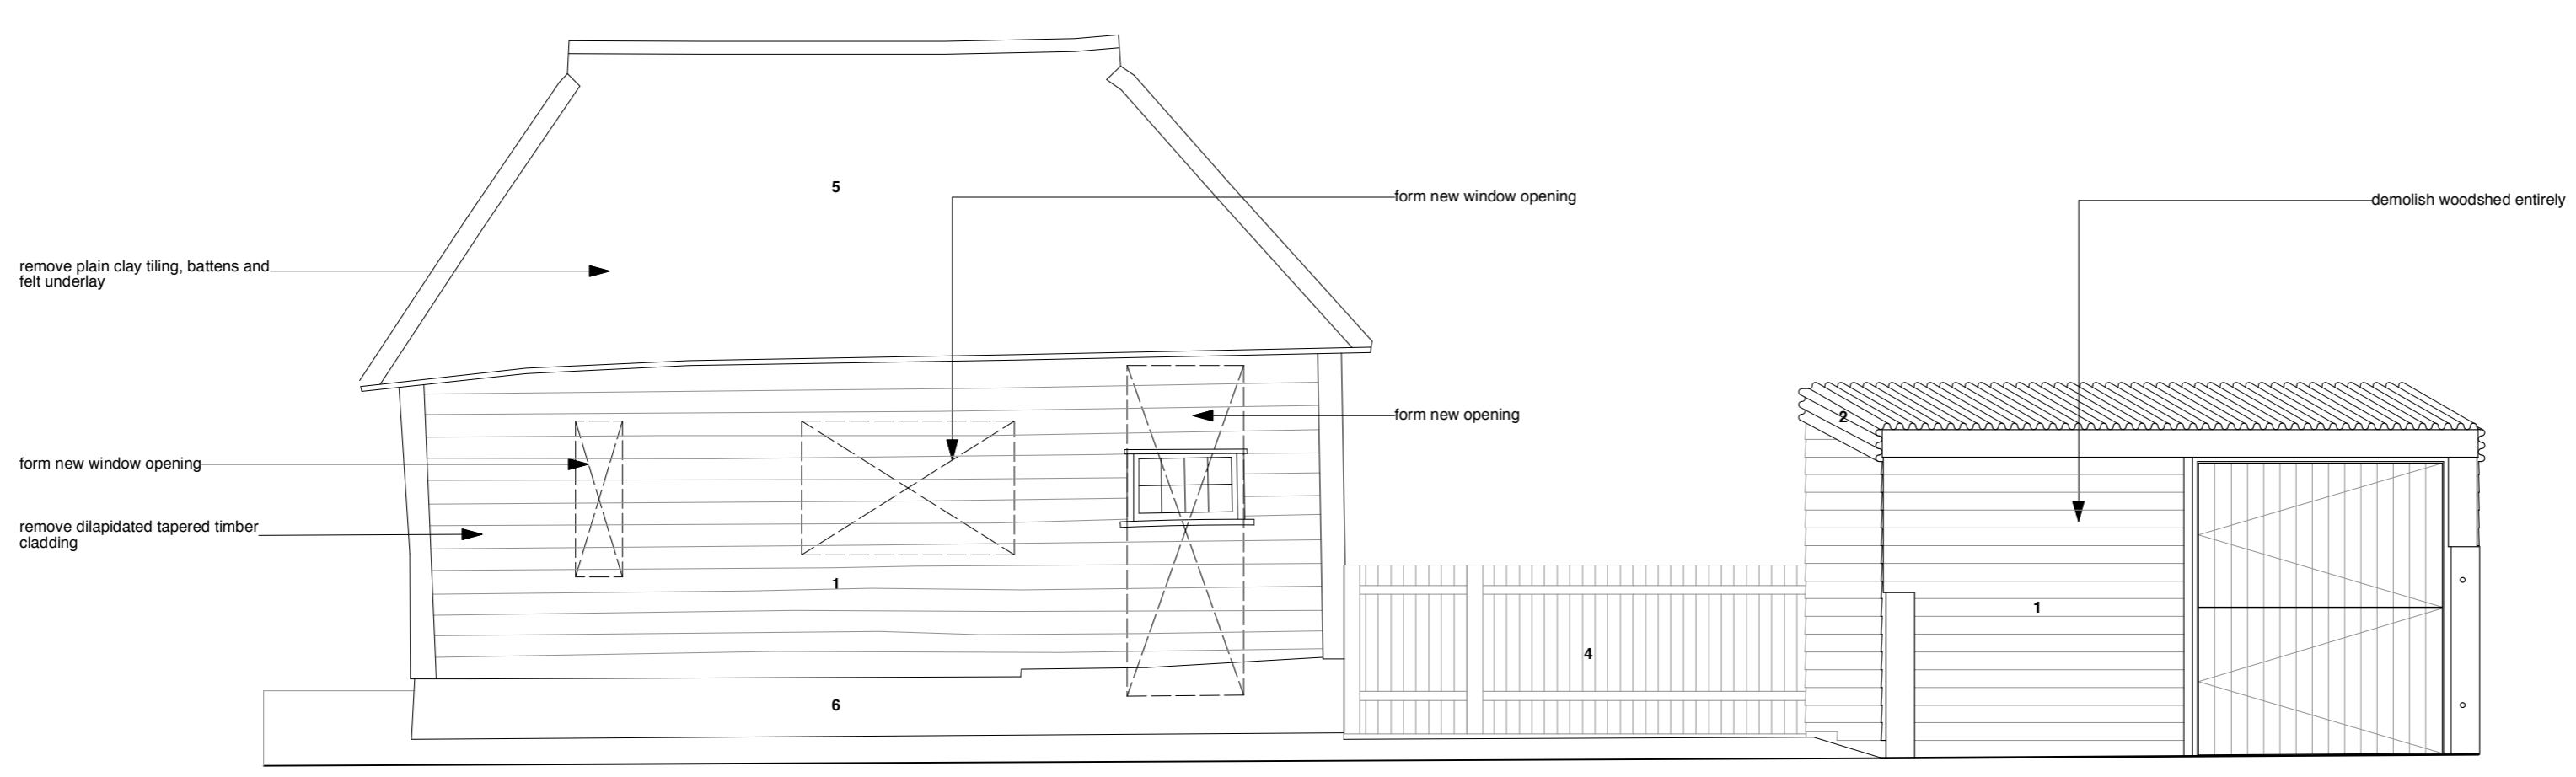 5
form new window opening
demolish woodshed entirely
remove plain clay tiling, battens and
felt underlay
form new opening
2
form new window opening
remove dilapidated tapered timber
cladding
1
1
4
6